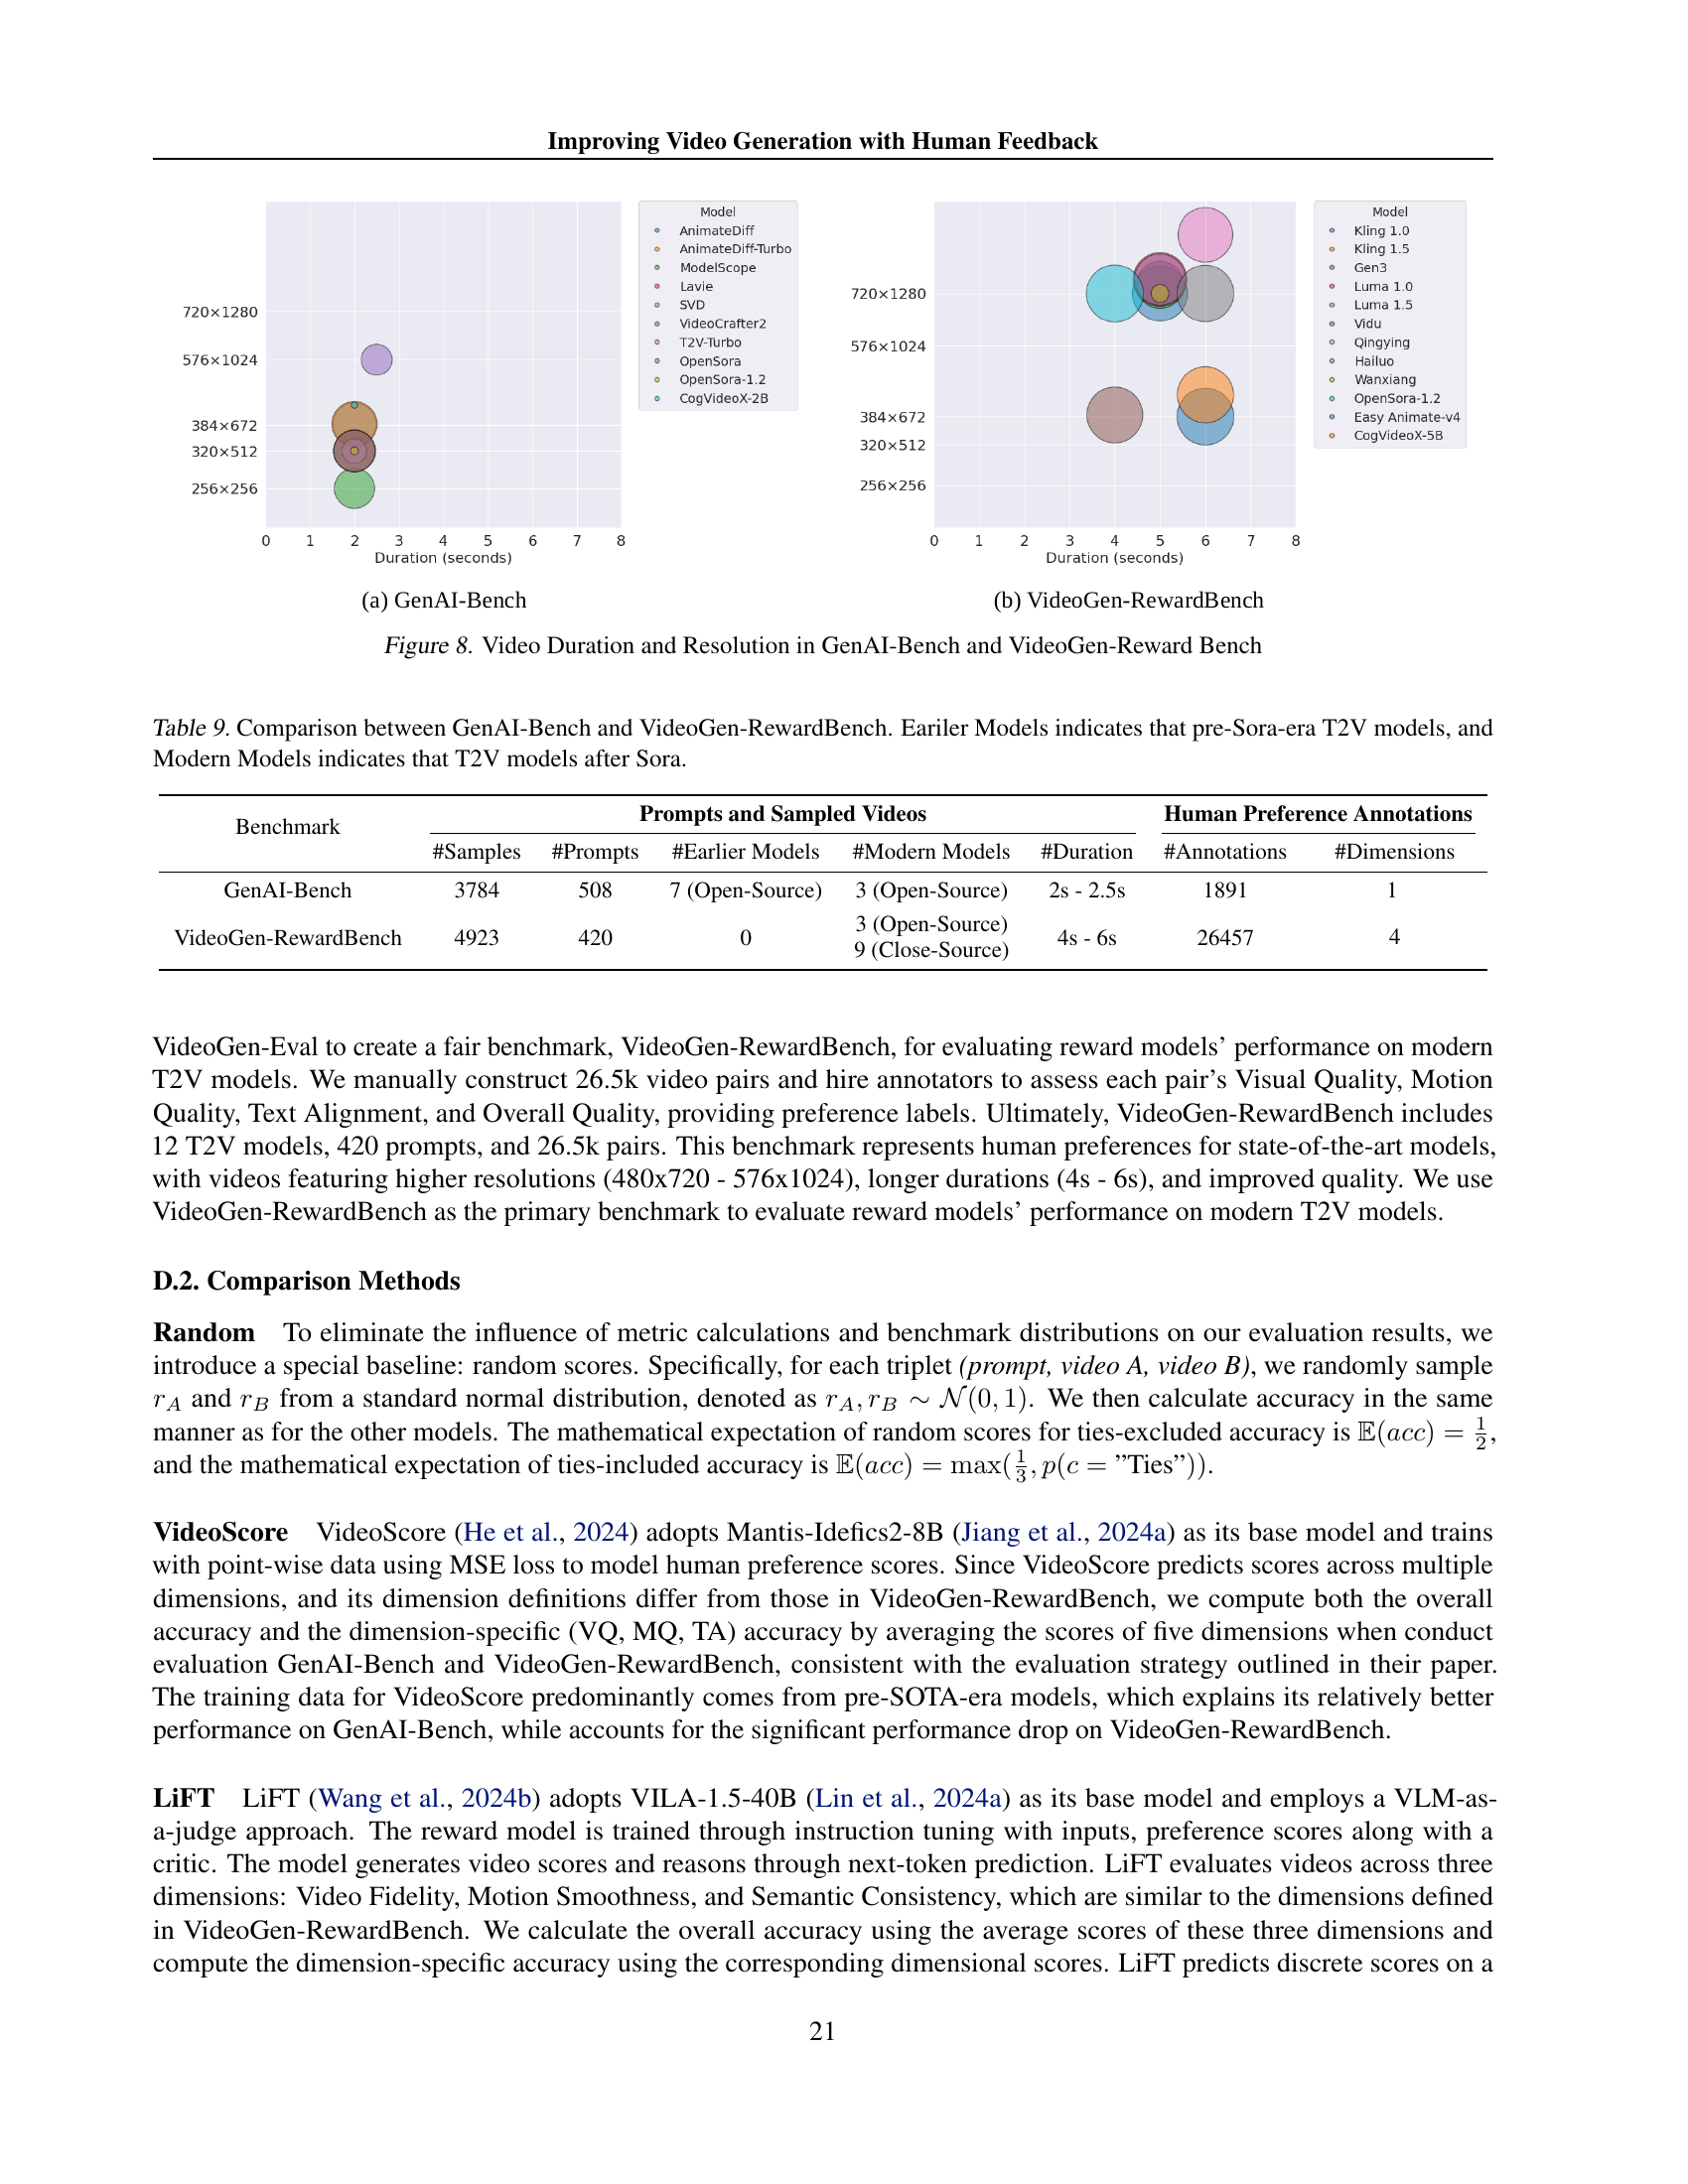 Improving Video Generation with Human Feedback
720×1280
576×1024
384×672
320×512
256×256
0 1 2 3 4 5 6 7 8
Duration (seconds)
Model
AnimateDiff
AnimateDiff-Turbo
ModelScope
Lavie
SVD
VideoCrafter2
T2V-Turbo
OpenSora
OpenSora-1.2
CogVideoX-2B
(a) GenAI-Bench
720×1280
576×1024
384×672
320×512
256×256
0 1 2 3 4 5 6 7 8
Duration (seconds)
Model
Kling 1.0
Kling 1.5
Gen3
Luma 1.0
Luma 1.5
Vidu
Qingying
Hailuo
Wanxiang
OpenSora-1.2
Easy Animate-v4
CogVideoX-5B
(b) VideoGen-RewardBench
Figure 8. Video Duration and Resolution in GenAI-Bench and VideoGen-Reward Bench
Table 9. Comparison between GenAI-Bench and VideoGen-RewardBench. Eariler Models indicates that pre-Sora-era T2V models, and
Modern Models indicates that T2V models after Sora.
Benchmark Prompts and Sampled Videos Human Preference Annotations
#Samples #Prompts #Earlier Models #Modern Models #Duration #Annotations #Dimensions
GenAI-Bench 3784 508 7 (Open-Source) 3 (Open-Source) 2s - 2.5s 1891 1
VideoGen-RewardBench 4923 420 0 3 (Open-Source) 4s - 6s 26457 4
9 (Close-Source)
VideoGen-Eval to create a fair benchmark, VideoGen-RewardBench, for evaluating reward models’ performance on modern
T2V models. We manually construct 26.5k video pairs and hire annotators to assess each pair’s Visual Quality, Motion
Quality, Text Alignment, and Overall Quality, providing preference labels. Ultimately, VideoGen-RewardBench includes
12 T2V models, 420 prompts, and 26.5k pairs. This benchmark represents human preferences for state-of-the-art models,
with videos featuring higher resolutions (480x720 - 576x1024), longer durations (4s - 6s), and improved quality. We use
VideoGen-RewardBench as the primary benchmark to evaluate reward models’ performance on modern T2V models.
D.2. Comparison Methods
Random To eliminate the influence of metric calculations and benchmark distributions on our evaluation results, we
introduce a special baseline: random scores. Specifically, for each triplet (prompt, video A, video B), we randomly sample
r_A and r_B from a standard normal distribution, denoted as r_A, r_B ∼ 𝒩(0, 1). We then calculate accuracy in the same
manner as for the other models. The mathematical expectation of random scores for ties-excluded accuracy is 𝔼(acc) = 1/2,
and the mathematical expectation of ties-included accuracy is 𝔼(acc) = max(1/3, p(c = ”Ties”)).
VideoScore VideoScore (He et al., 2024) adopts Mantis-Idefics2-8B (Jiang et al., 2024a) as its base model and trains
with point-wise data using MSE loss to model human preference scores. Since VideoScore predicts scores across multiple
dimensions, and its dimension definitions differ from those in VideoGen-RewardBench, we compute both the overall
accuracy and the dimension-specific (VQ, MQ, TA) accuracy by averaging the scores of five dimensions when conduct
evaluation GenAI-Bench and VideoGen-RewardBench, consistent with the evaluation strategy outlined in their paper.
The training data for VideoScore predominantly comes from pre-SOTA-era models, which explains its relatively better
performance on GenAI-Bench, while accounts for the significant performance drop on VideoGen-RewardBench.
LiFT LiFT (Wang et al., 2024b) adopts VILA-1.5-40B (Lin et al., 2024a) as its base model and employs a VLM-as-
a-judge approach. The reward model is trained through instruction tuning with inputs, preference scores along with a
critic. The model generates video scores and reasons through next-token prediction. LiFT evaluates videos across three
dimensions: Video Fidelity, Motion Smoothness, and Semantic Consistency, which are similar to the dimensions defined
in VideoGen-RewardBench. We calculate the overall accuracy using the average scores of these three dimensions and
compute the dimension-specific accuracy using the corresponding dimensional scores. LiFT predicts discrete scores on a
21